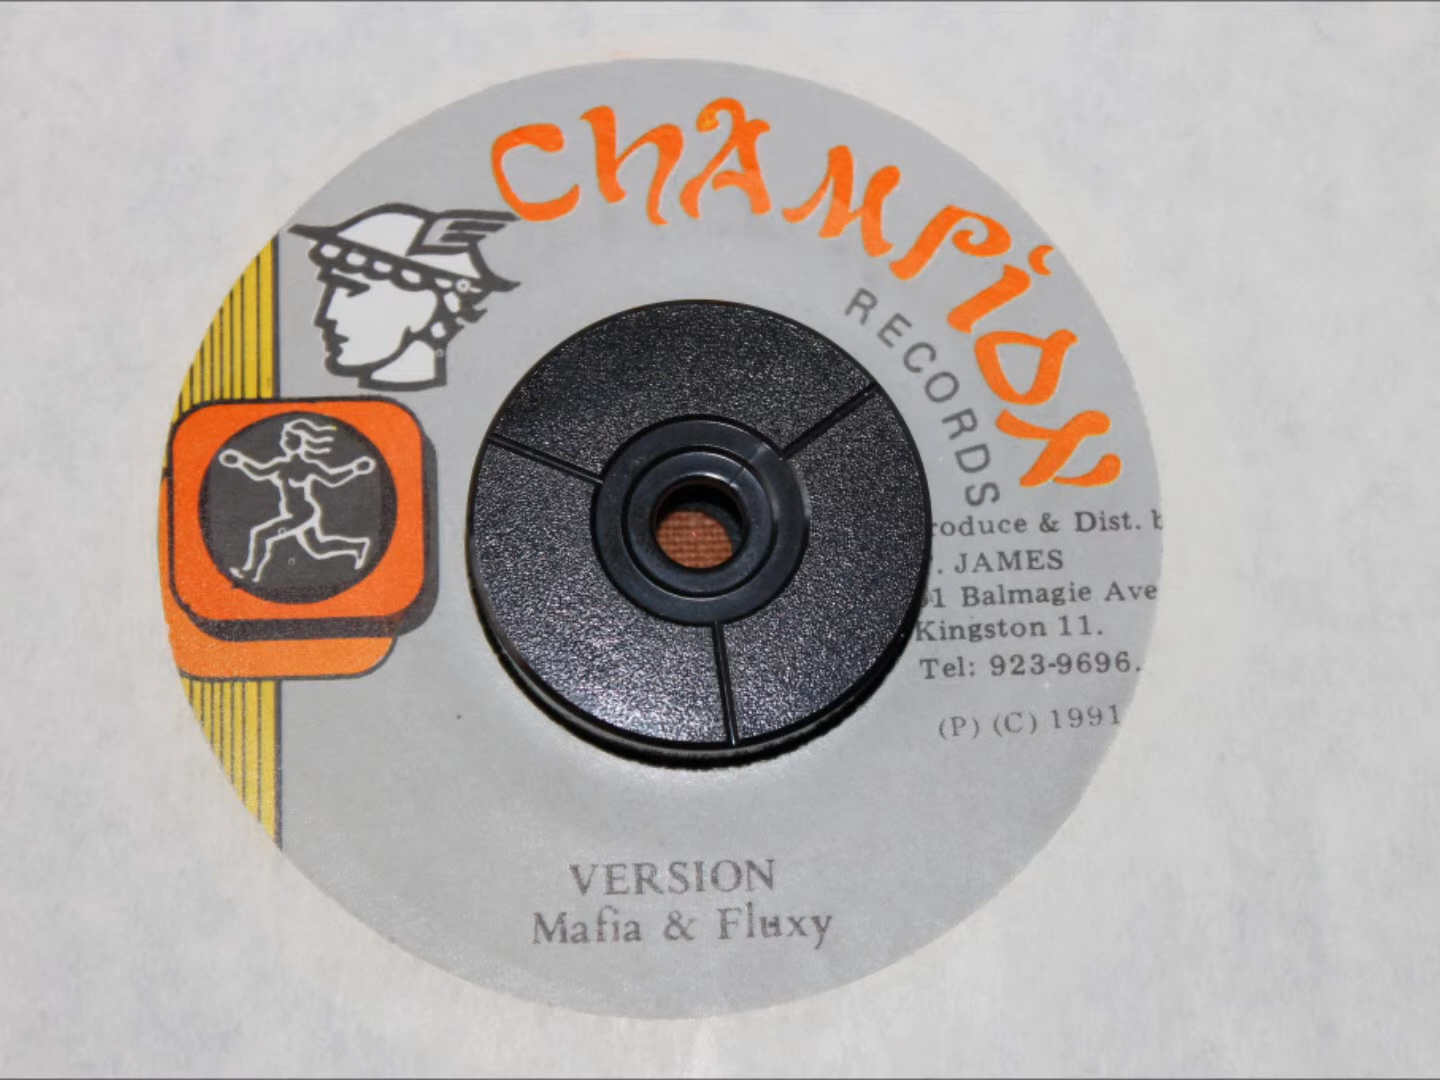 CHAMPION
RECORDS
roduce & Dist. b
. JAMES
1 Balmagie Ave
Kingston 11.
Tel: 923-9696.
(P) (C) 1991
VERSION
Mafia & Fluxy